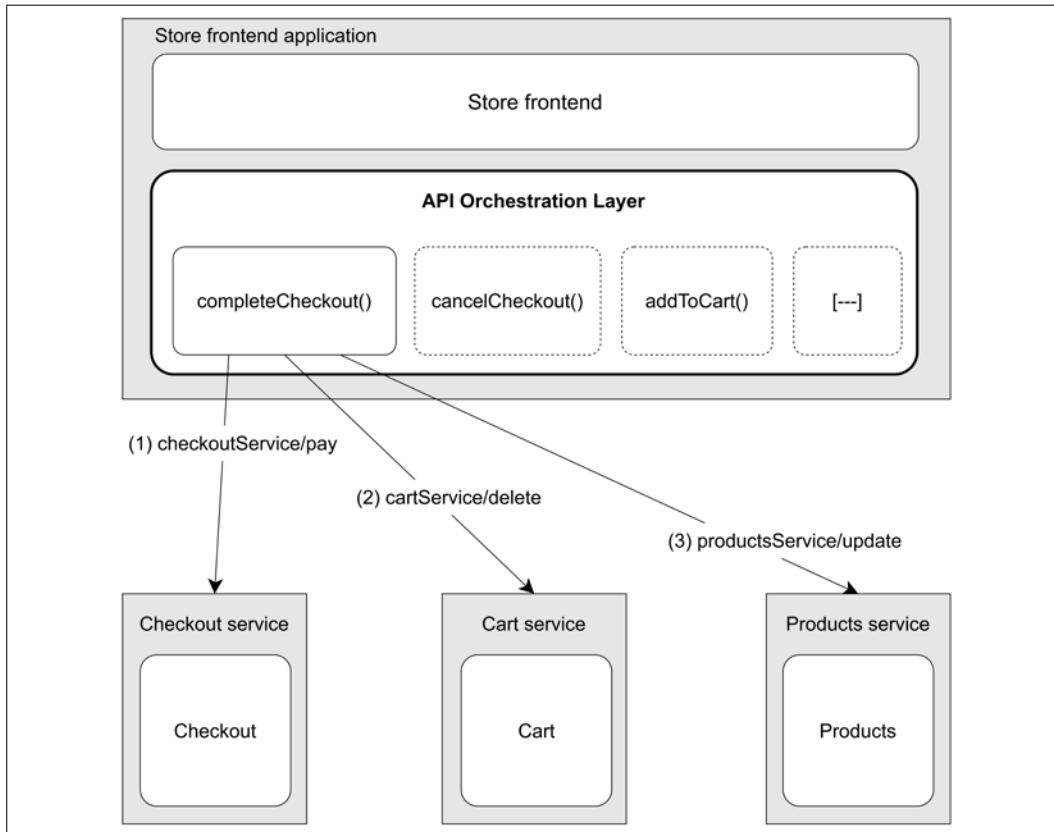 Store frontend application
Store frontend
API Orchestration Layer
completeCheckout()
cancelCheckout()
addToCart()
[---]
(1) checkoutService/pay
(2) cartService/delete
(3) productsService/update
Checkout service
Cart service
Products service
Checkout
Cart
Products